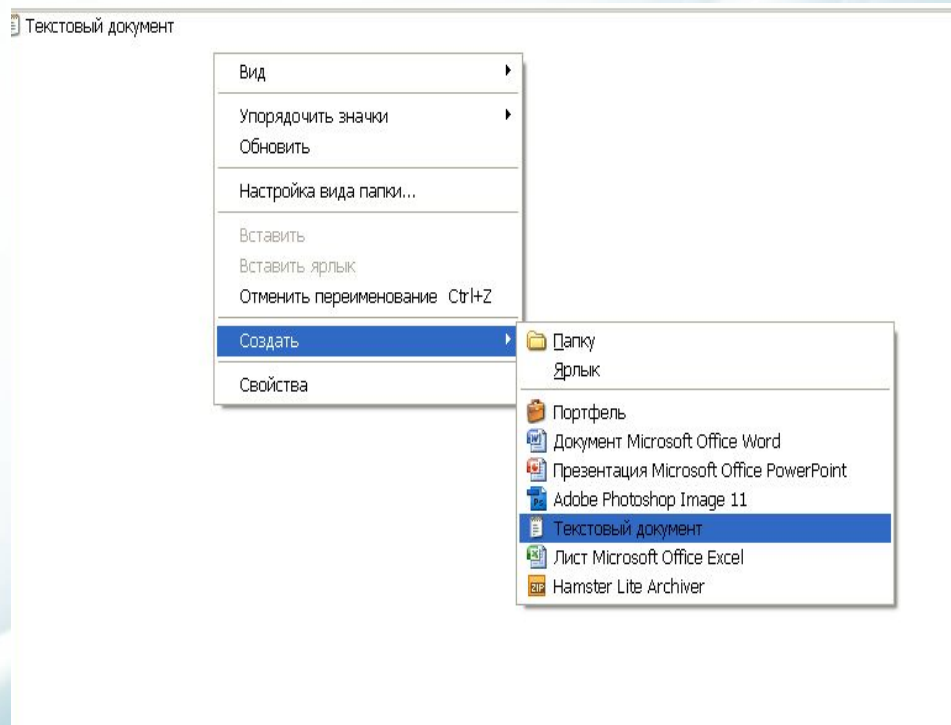 Текстовый документ
Вид
Упорядочить значки
Обновить
Настройка вида папки...
Вставить
Вставить ярлык
Отменить переименование Ctrl+Z
Создать
Свойства
Папку
Ярлык
Портфель
Документ Microsoft Office Word
Презентация Microsoft Office PowerPoint
Adobe Photoshop Image 11
Текстовый документ
Лист Microsoft Office Excel
Hamster Lite Archiver